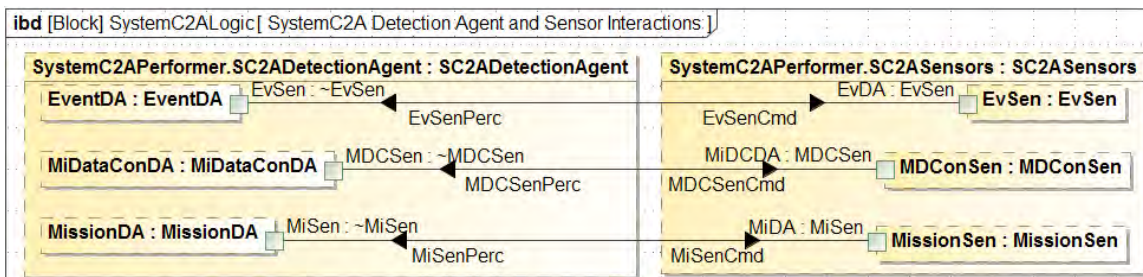 ibd [Block] SystemC2ALogic[ SystemC2A Detection Agent and Sensor Interactions ]
SystemC2APerformer.SC2ADetectionAgent : SC2ADetectionAgent
SystemC2APerformer.SC2ASensors : SC2ASensors
EventDA : EventDA
EvSen : ~EvSen
EvSenPerc
EvDA : EvSen
EvSenCmd
EvSen : EvSen
MiDataConDA : MiDataConDA
MDCSen : ~MDCSen
MDCSenPerc
MiDCDA : MDCSen
MDCSenCmd
MDConSen : MDConSen
MissionDA : MissionDA
MiSen : ~MiSen
MiSenPerc
MiDA : MiSen
MiSenCmd
MissionSen : MissionSen